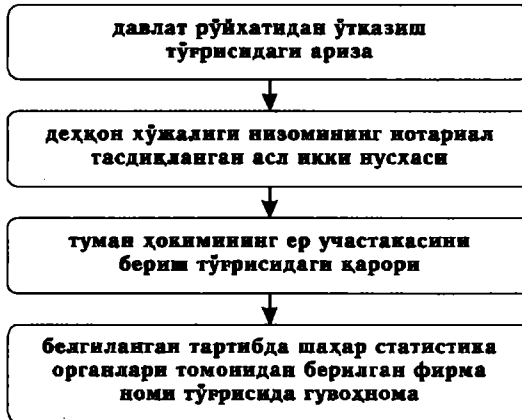 давлат рўйхатидан ўтказиш
тўғрисидаги ариза
деҳқон хўжалиги низомининг нотариал
тасдиқланган асл икки нусхаси
туман ҳокимининг ер участакасини
бериш тўғрисидаги қарори
белгиланган тартибда шаҳар статистика
органлари томонидан берилган фирма
номи тўғрисида гувоҳнома